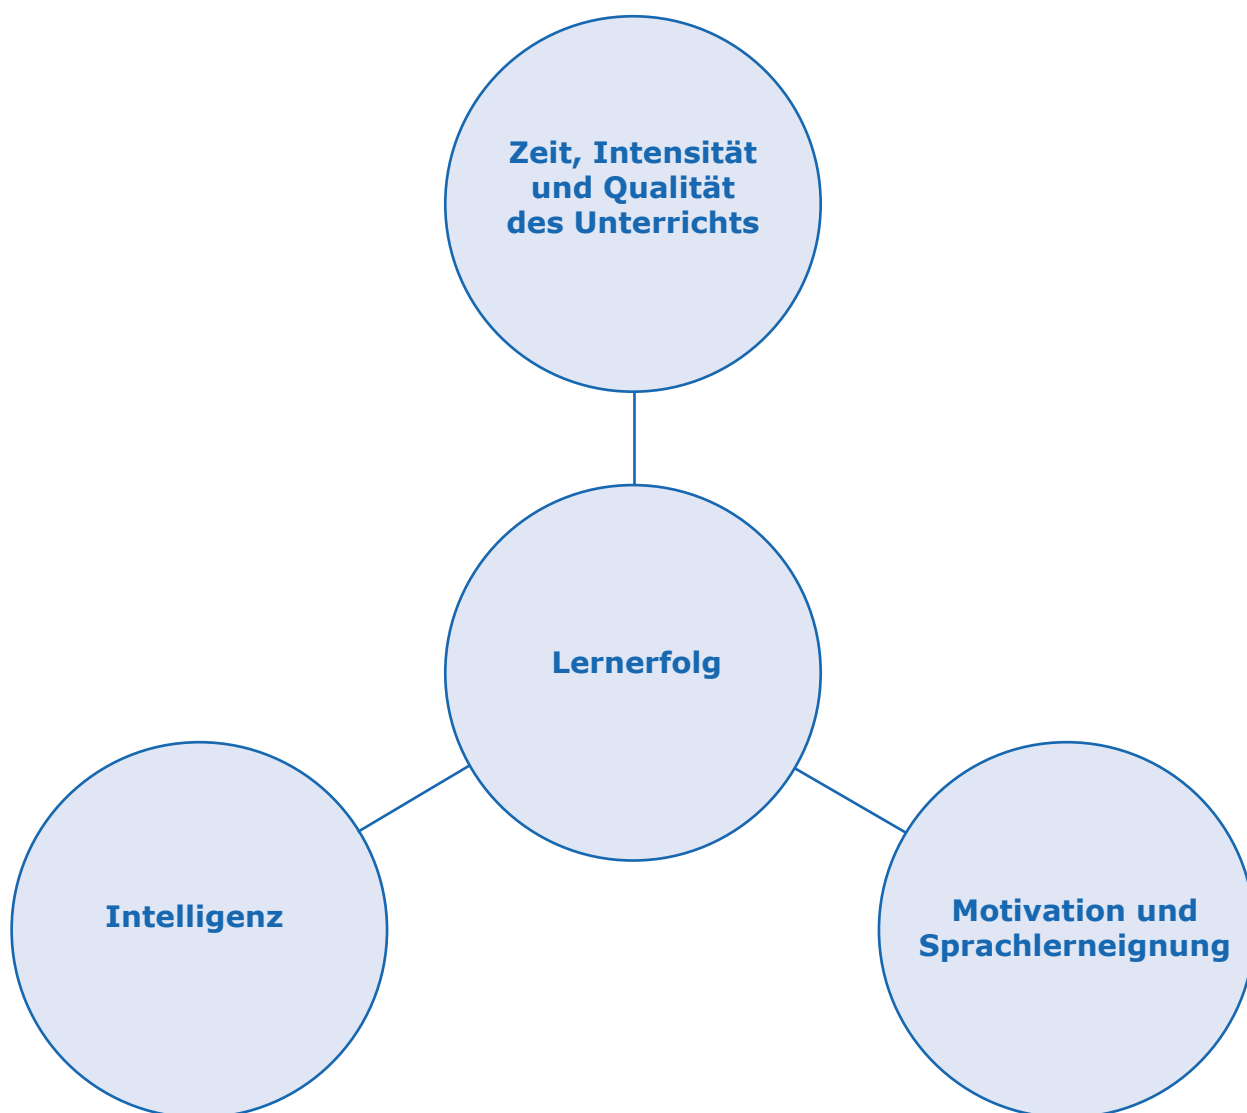 Zeit, Intensität
und Qualität
des Unterrichts
Lernerfolg
Intelligenz
Motivation und
Sprachlerneignung